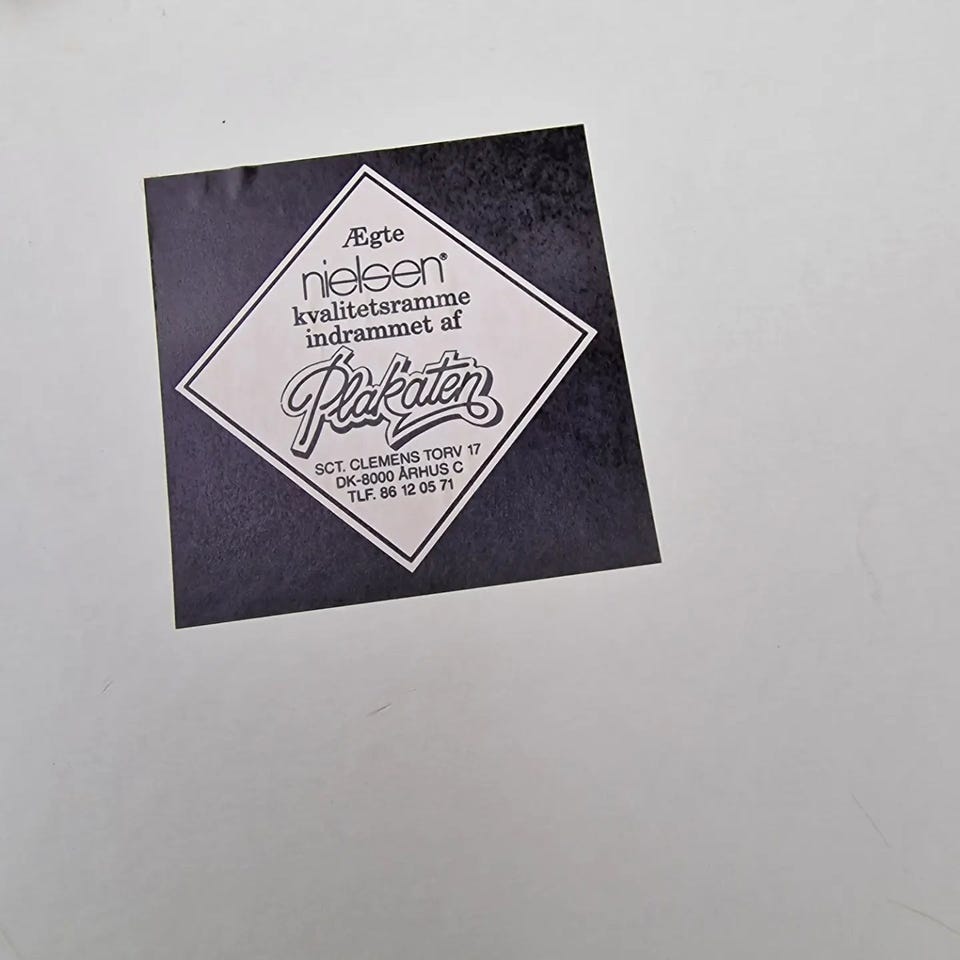 Ægte
nielsen®
kvalitetsramme
indrammet af
Plakaten
SCT. CLEMENS TORV 17
DK-8000 ÅRHUS C
TLF. 86 12 05 71